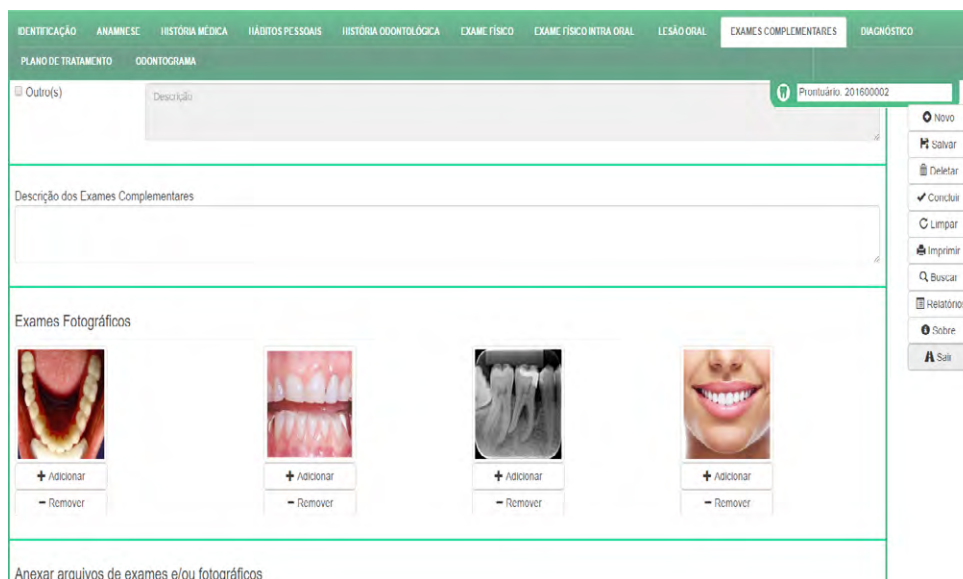 IDENTIFICAÇÃO ANAMNESE HISTÓRIA MÉDICA HÁBITOS PESSOAIS HISTÓRIA ODONTOLÓGICA EXAME FÍSICO EXAME FÍSICO INTRA ORAL LESÃO ORAL EXAMES COMPLEMENTARES DIAGNÓSTICO
PLANO DE TRATAMENTO ODONTOGRAMA
Outro(s) Descrição
Prontuário. 201600002
Novo
Salvar
Deletar
Concluir
Limpar
Imprimir
Buscar
Relatórios
Sobre
Sair
Descrição dos Exames Complementares
Exames Fotográficos
+ Adicionar + Adicionar + Adicionar + Adicionar
− Remover − Remover − Remover − Remover
Anexar arquivos de exames e/ou fotográficos